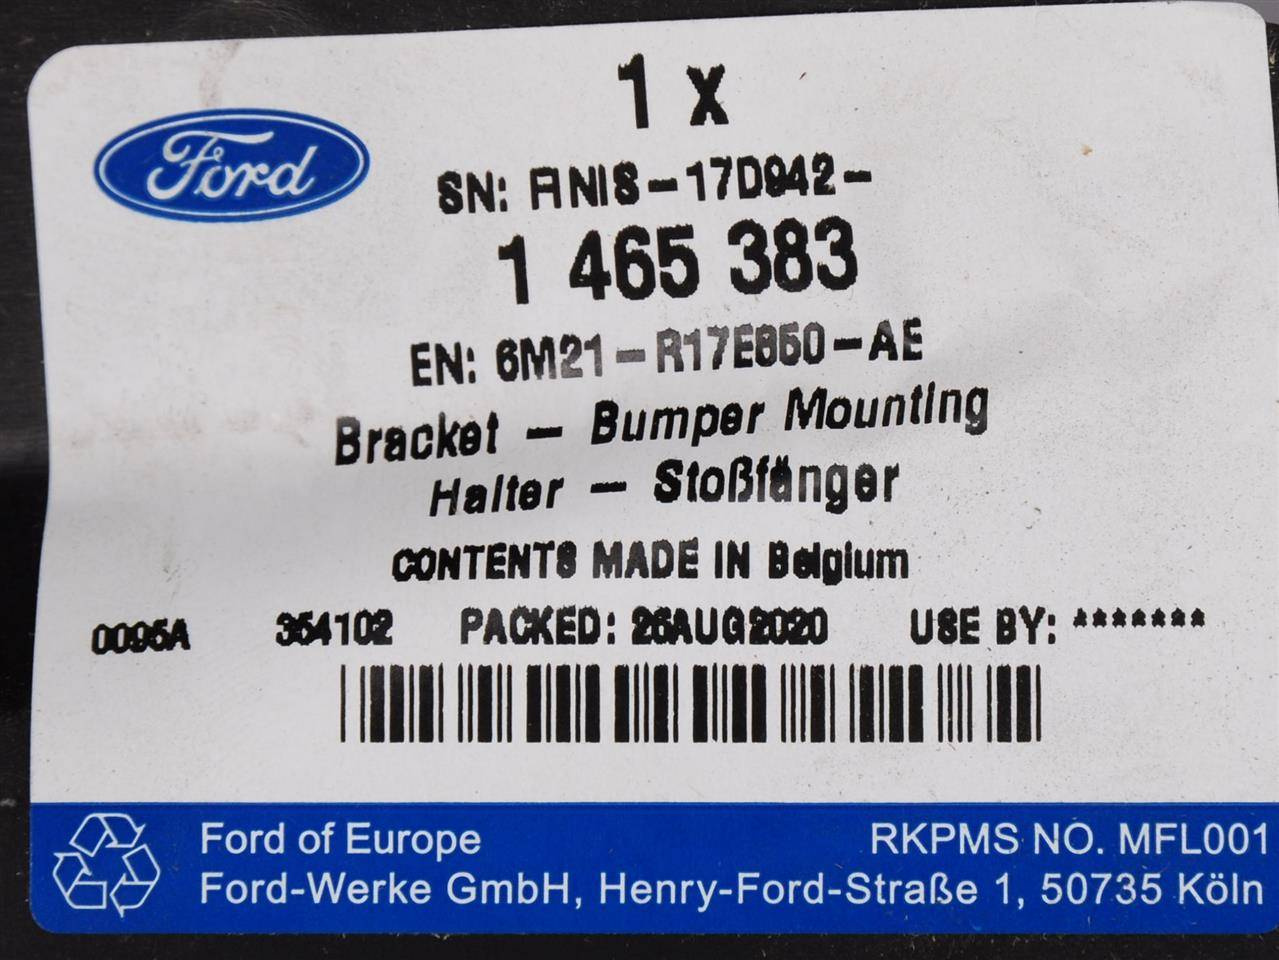 1 x
Ford
SN: FINIS-17D942-
1 465 383
EN: 6M21-R17E850-AE
Bracket - Bumper Mounting
Halter - Stoßfänger
CONTENTS MADE IN Belgium
0095A 354102 PACKED: 26AUG2020 USE BY: *******
Ford of Europe RKPMS NO. MFL001
Ford-Werke GmbH, Henry-Ford-Straße 1, 50735 Köln